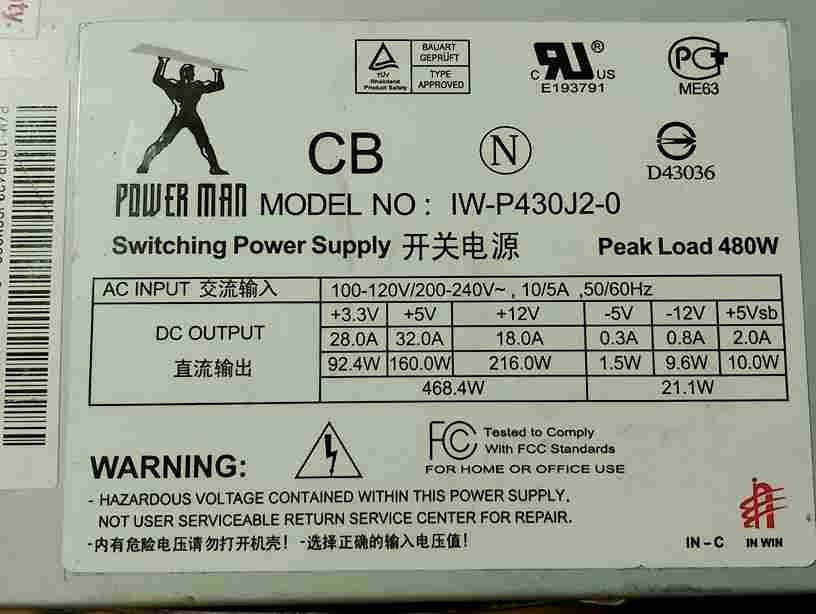 ty.
BAUART
GEPRÜFT
TÜV
Rheinland
Product Safety
TYPE
APPROVED
C RU ® US
E193791
PCT
ME63
CB
N
D43036
POWER MAN MODEL NO : IW-P430J2-0
Switching Power Supply 开关电源 Peak Load 480W
AC INPUT 交流输入 100-120V/200-240V~ , 10/5A ,50/60Hz
DC OUTPUT
直流输出
+3.3V +5V +12V -5V -12V +5Vsb
28.0A 32.0A 18.0A 0.3A 0.8A 2.0A
92.4W 160.0W 216.0W 1.5W 9.6W 10.0W
468.4W 21.1W
FC Tested to Comply
With FCC Standards
FOR HOME OR OFFICE USE
WARNING:
- HAZARDOUS VOLTAGE CONTAINED WITHIN THIS POWER SUPPLY,
NOT USER SERVICEABLE RETURN SERVICE CENTER FOR REPAIR.
-内有危险电压请勿打开机壳! -选择正确的输入电压值!
IN-C IN WIN